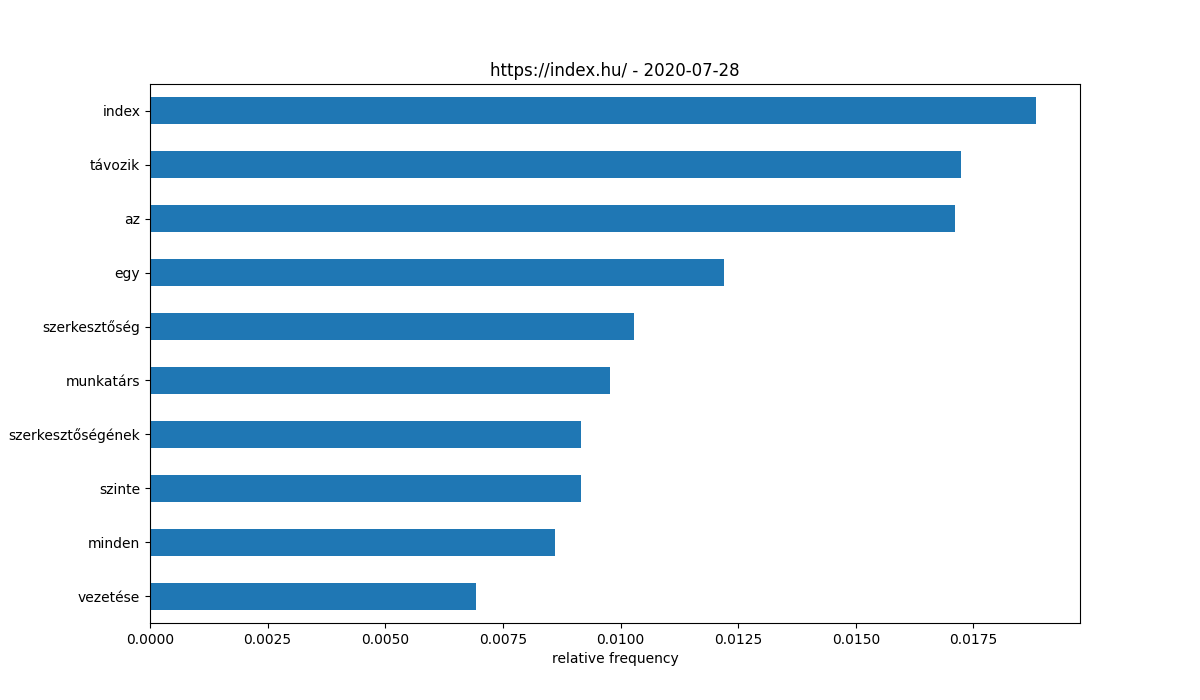 https://index.hu/ - 2020-07-28
index
távozik
az
egy
szerkesztőség
munkatárs
szerkesztőségének
szinte
minden
vezetése
0.0000 0.0025 0.0050 0.0075 0.0100 0.0125 0.0150 0.0175
relative frequency